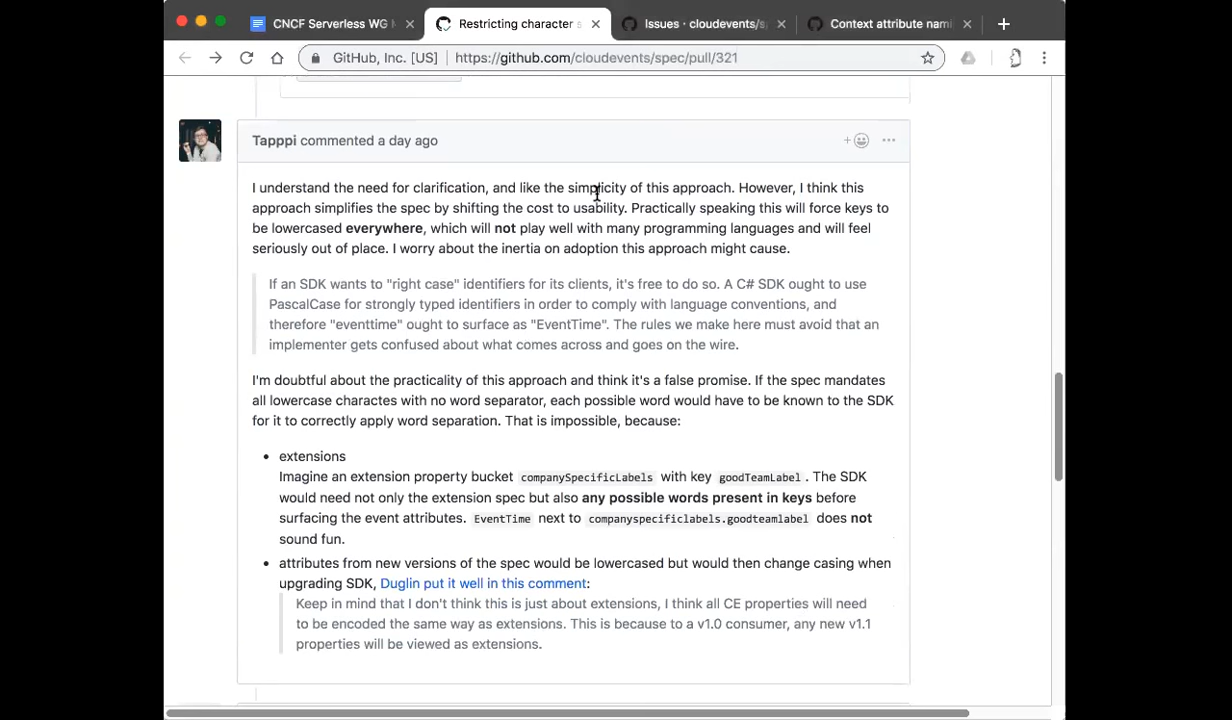 CNCF Serverless WG
Restricting character
Issues · cloudevents/s
Context attribute nami
GitHub, Inc. [US]
https://github.com/cloudevents/spec/pull/321
Tapppi commented a day ago
I understand the need for clarification, and like the simplicity of this approach. However, I think this
approach simplifies the spec by shifting the cost to usability. Practically speaking this will force keys to
be lowercased everywhere, which will not play well with many programming languages and will feel
seriously out of place. I worry about the inertia on adoption this approach might cause.
If an SDK wants to "right case" identifiers for its clients, it's free to do so. A C# SDK ought to use
PascalCase for strongly typed identifiers in order to comply with language conventions, and
therefore "eventtime" ought to surface as "EventTime". The rules we make here must avoid that an
implementer gets confused about what comes across and goes on the wire.
I'm doubtful about the practicality of this approach and think it's a false promise. If the spec mandates
all lowercase charactes with no word separator, each possible word would have to be known to the SDK
for it to correctly apply word separation. That is impossible, because:
• extensions
Imagine an extension property bucket companySpecificLabels with key goodTeamLabel . The SDK
would need not only the extension spec but also any possible words present in keys before
surfacing the event attributes. EventTime next to companyspecificlabels.goodteamlabel does not
sound fun.
• attributes from new versions of the spec would be lowercased but would then change casing when
upgrading SDK, Duglin put it well in this comment:
Keep in mind that I don't think this is just about extensions, I think all CE properties will need
to be encoded the same way as extensions. This is because to a v1.0 consumer, any new v1.1
properties will be viewed as extensions.